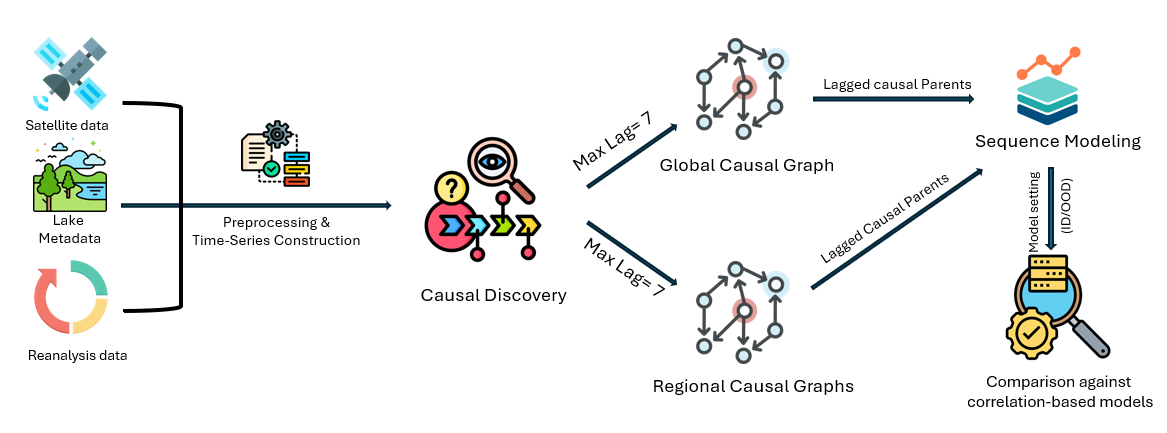 Satellite data
Lake
Metadata
Reanalysis data
Preprocessing &
Time-Series Construction
?
Causal Discovery
Max Lag= 7
Max Lag= 7
Global Causal Graph
Regional Causal Graphs
Lagged causal Parents
Lagged Causal Parents
Sequence Modeling
Model setting
(ID/OOD)
Comparison against
correlation-based models